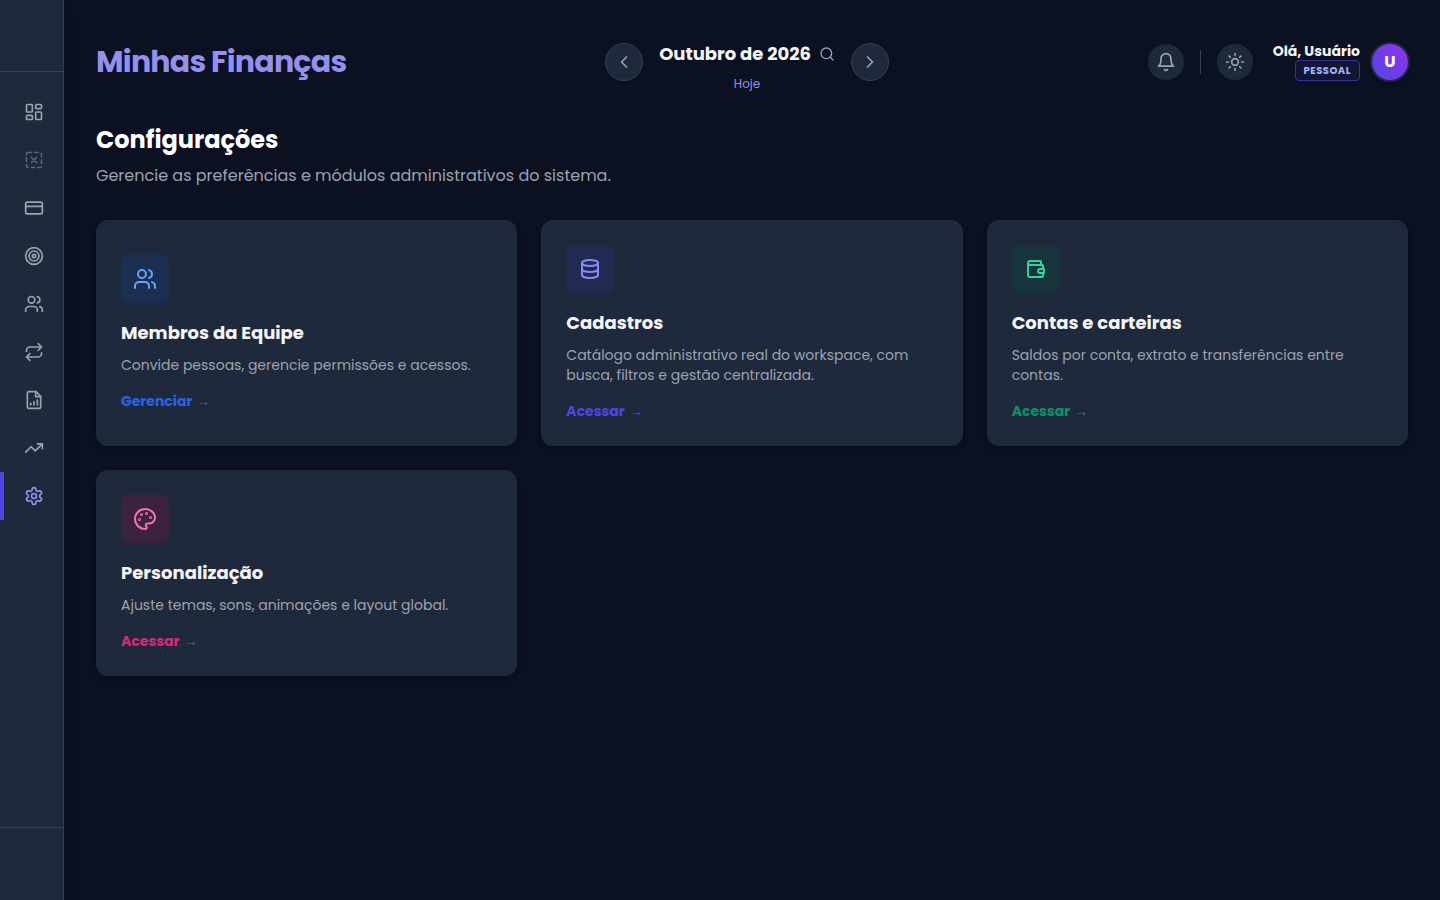 Minhas Finanças
Outubro de 2026
Hoje
Olá, Usuário
PESSOAL
U
Configurações
Gerencie as preferências e módulos administrativos do sistema.
Membros da Equipe
Convide pessoas, gerencie permissões e acessos.
Gerenciar →
Cadastros
Catálogo administrativo real do workspace, com
busca, filtros e gestão centralizada.
Acessar →
Contas e carteiras
Saldos por conta, extrato e transferências entre
contas.
Acessar →
Personalização
Ajuste temas, sons, animações e layout global.
Acessar →